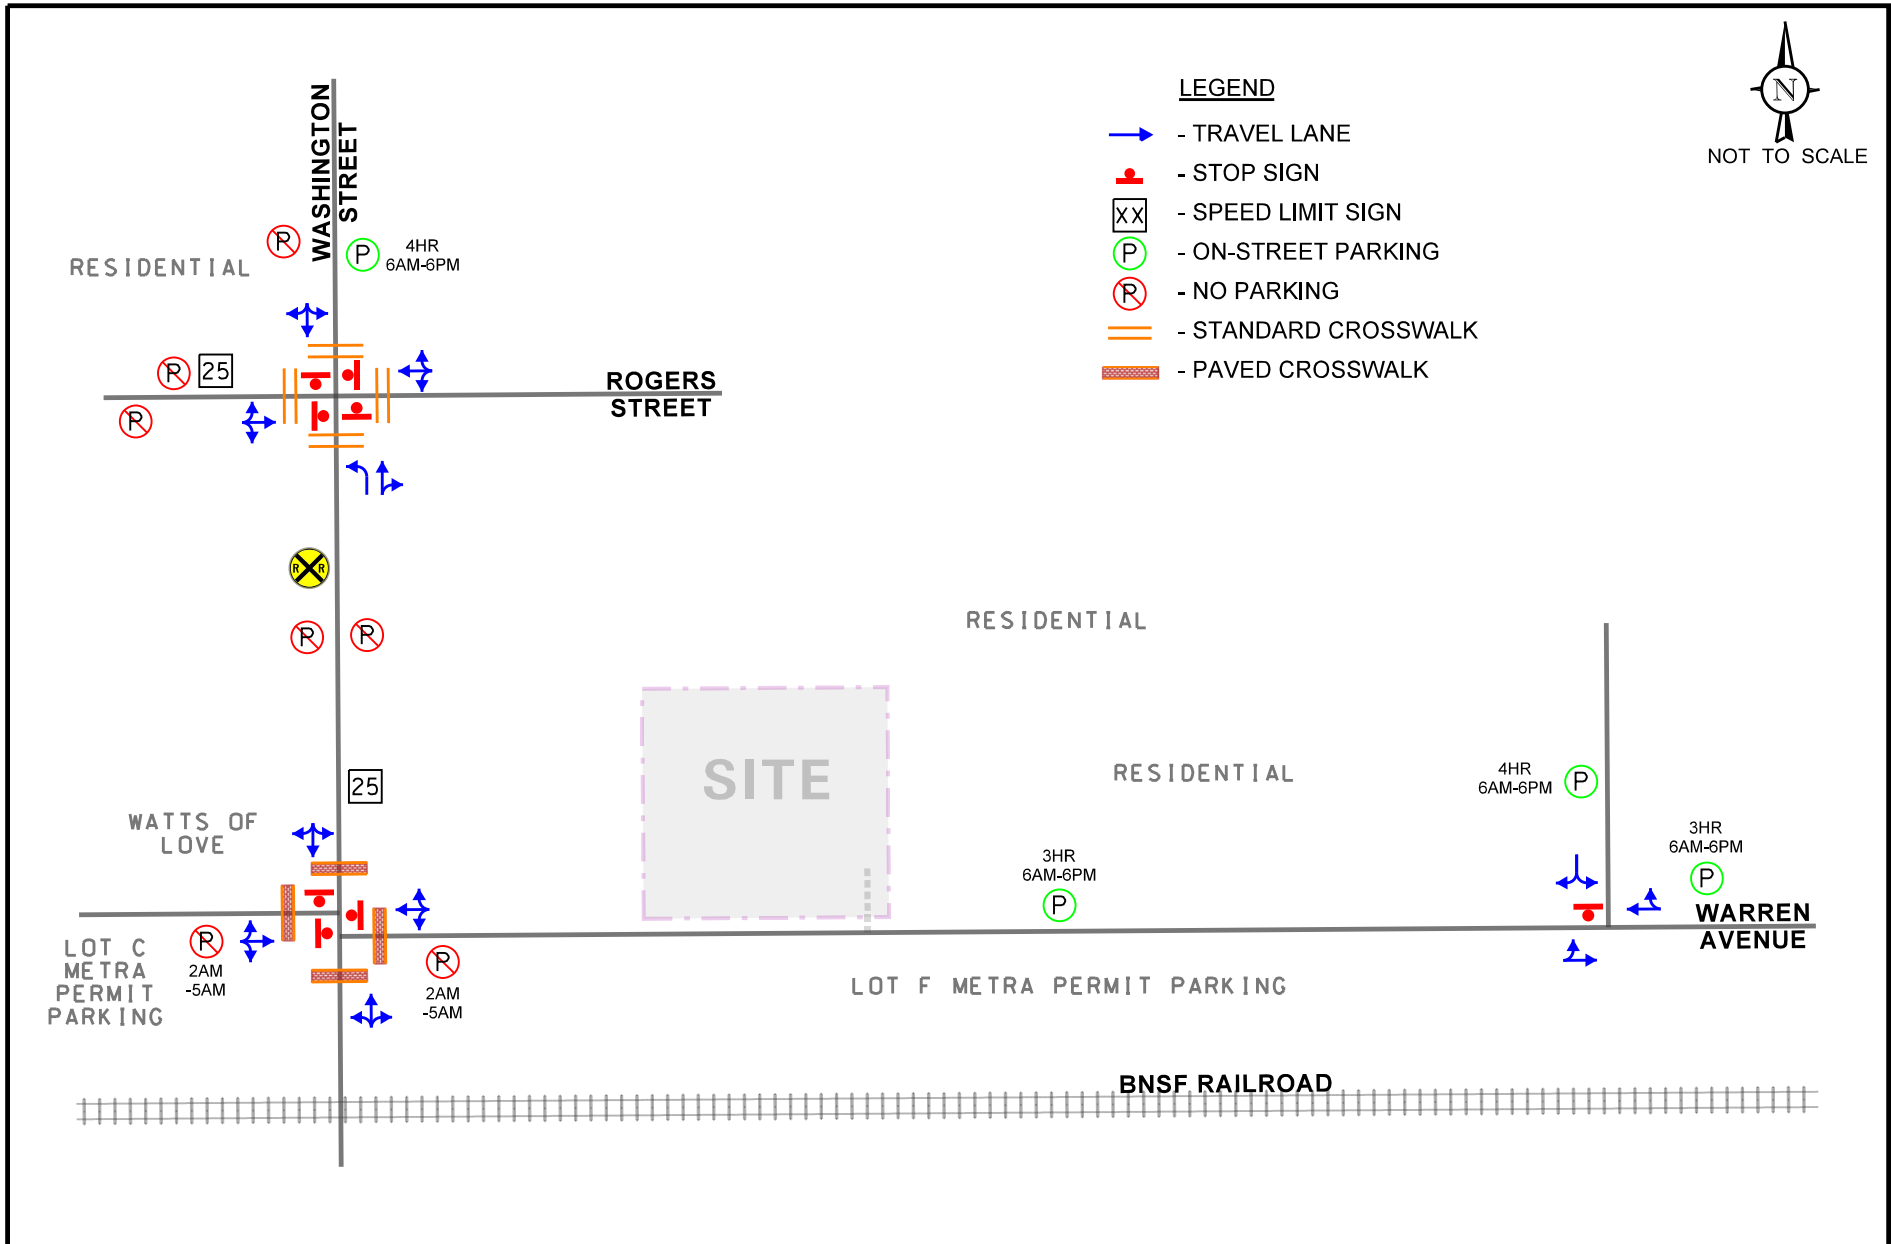 LEGEND
- TRAVEL LANE
- STOP SIGN
XX - SPEED LIMIT SIGN
P - ON-STREET PARKING
P - NO PARKING
- STANDARD CROSSWALK
- PAVED CROSSWALK
N
NOT TO SCALE
WASHINGTON
STREET
P
P
4HR
6AM-6PM
RESIDENTIAL
P
25
P
ROGERS
STREET
R R
P
P
RESIDENTIAL
SITE
RESIDENTIAL
25
WATTS OF
LOVE
4HR
6AM-6PM
P
3HR
6AM-6PM
P
3HR
6AM-6PM
P
WARREN
AVENUE
LOT C
METRA
PERMIT
PARKING
P
2AM
-5AM
P
2AM
-5AM
LOT F METRA PERMIT PARKING
BNSF RAILROAD